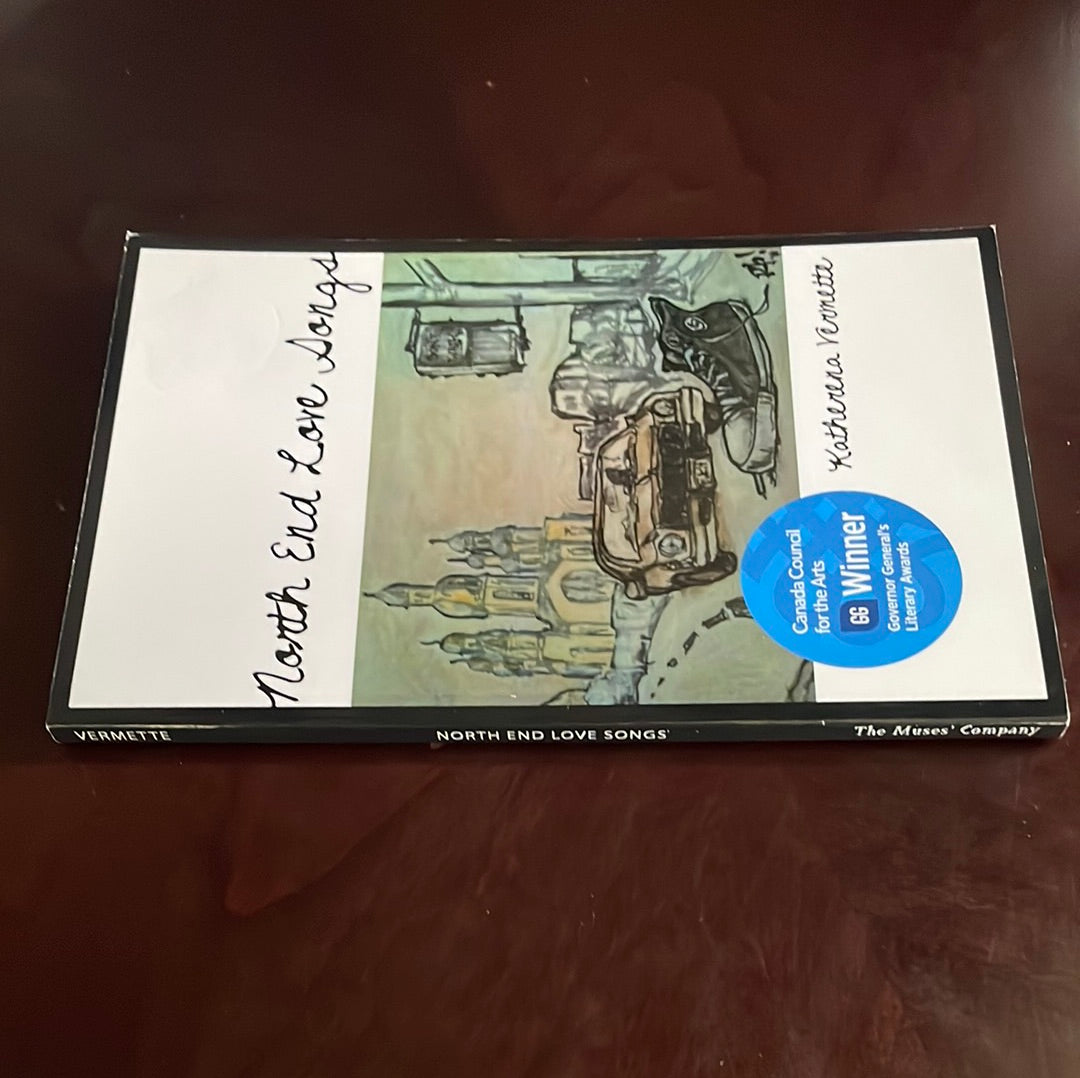 North End Love Songs
Katherena Vermette
Canada Council
for the Arts
GG Winner
Governor General's
Literary Awards
VERMETTE
NORTH END LOVE SONGS
The Muses' Company